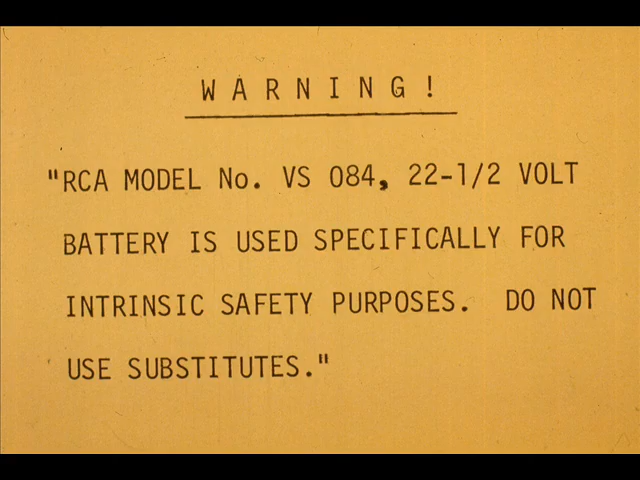 WARNING!
"RCA MODEL No. VS 084, 22-1/2 VOLT
BATTERY IS USED SPECIFICALLY FOR
INTRINSIC SAFETY PURPOSES. DO NOT
USE SUBSTITUTES."